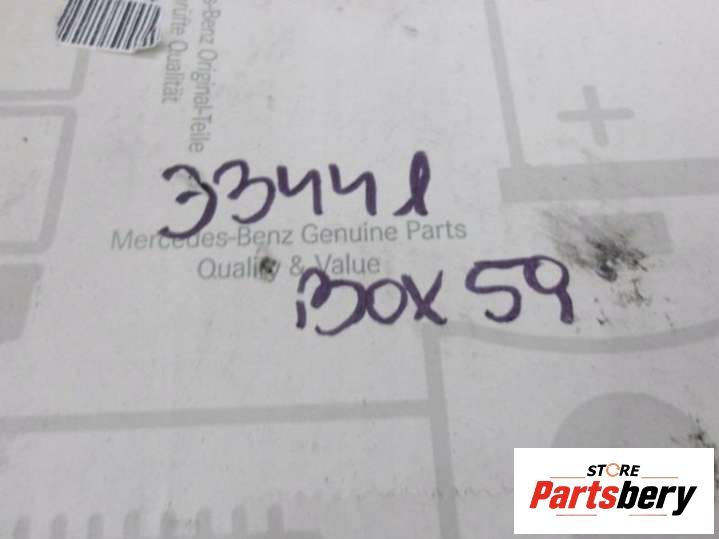 s-Benz Original-Teile
rüfte Qualität
33441
Mercedes-Benz Genuine Parts
Quality & Value
BOX 59
STORE
Partsbery